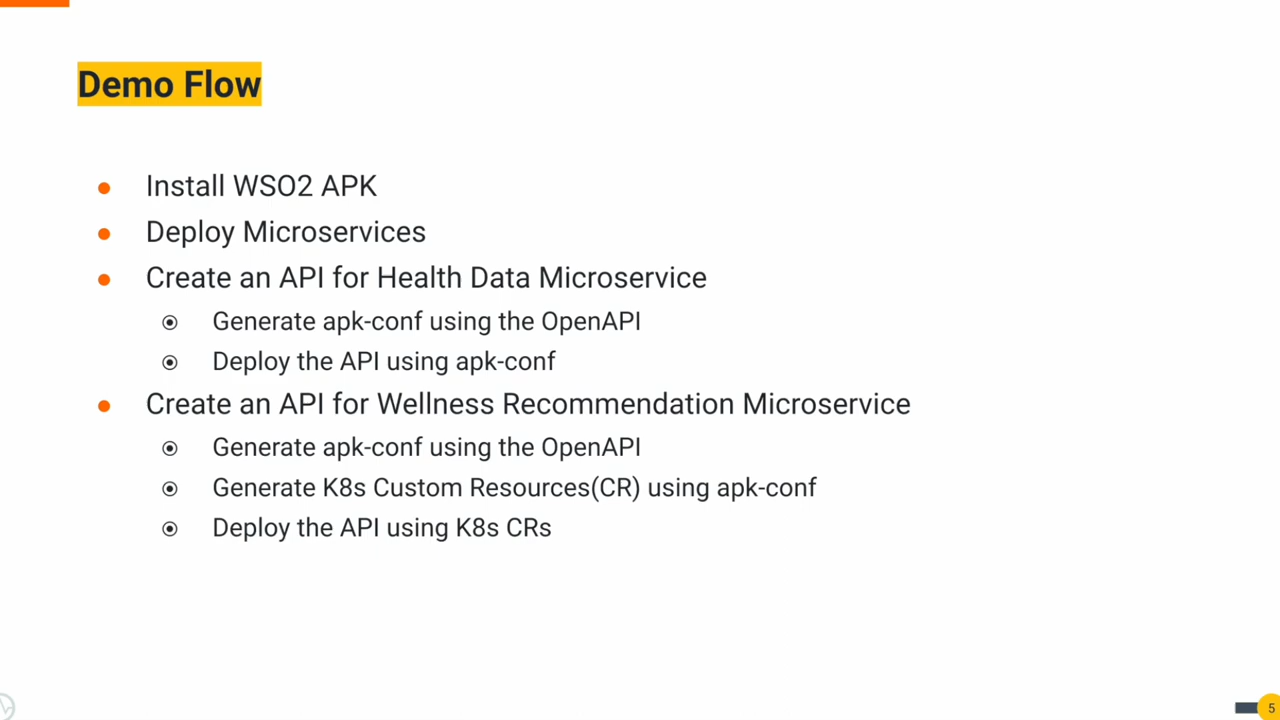 Demo Flow
Install WSO2 APK
Deploy Microservices
Create an API for Health Data Microservice
Generate apk-conf using the OpenAPI
Deploy the API using apk-conf
Create an API for Wellness Recommendation Microservice
Generate apk-conf using the OpenAPI
Generate K8s Custom Resources(CR) using apk-conf
Deploy the API using K8s CRs
5